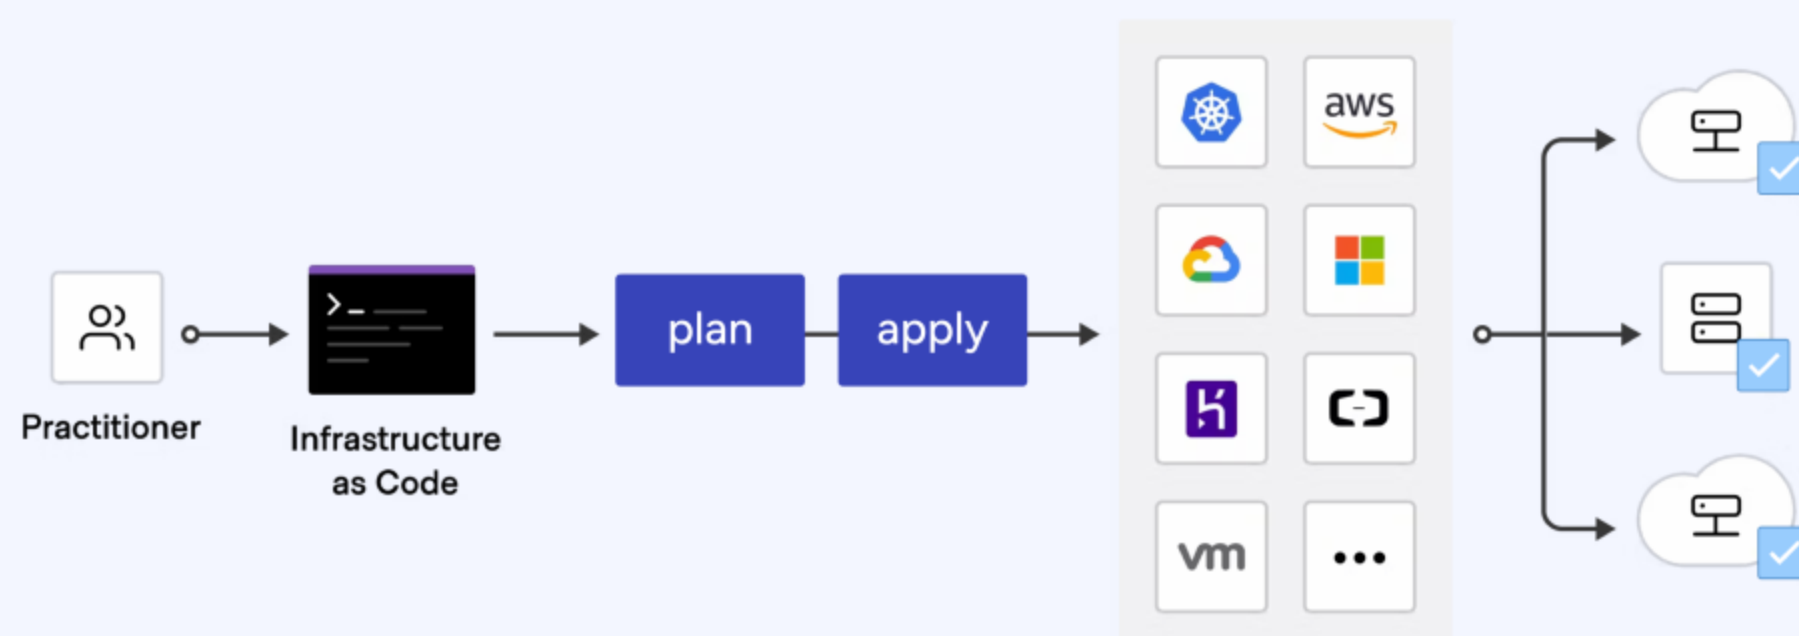 Practitioner
Infrastructure
as Code
plan
apply
aws
vm